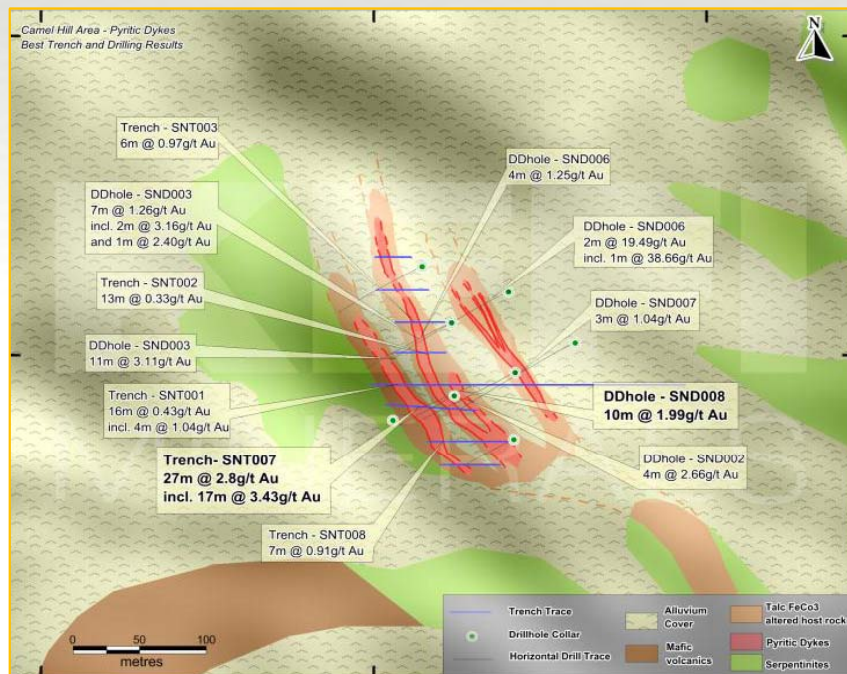 Camel Hill Area - Pyritic Dykes
Best Trench and Drilling Results
N
Trench - SNT003
6m @ 0.97g/t Au
DDhole - SND006
4m @ 1.25g/t Au
DDhole - SND003
7m @ 1.26g/t Au
incl. 2m @ 3.16g/t Au
and 1m @ 2.40g/t Au
DDhole - SND006
2m @ 19.49g/t Au
incl. 1m @ 38.66g/t Au
Trench - SNT002
13m @ 0.33g/t Au
DDhole - SND007
3m @ 1.04g/t Au
DDhole - SND003
11m @ 3.11g/t Au
Trench - SNT001
16m @ 0.43g/t Au
incl. 4m @ 1.04g/t Au
DDhole - SND008
10m @ 1.99g/t Au
Trench- SNT007
27m @ 2.8g/t Au
incl. 17m @ 3.43g/t Au
DDhole - SND002
4m @ 2.66g/t Au
Trench - SNT008
7m @ 0.91g/t Au
0 50 100
metres
Trench Trace
Drillhole Collar
Horizontal Drill Trace
Alluvium
Cover
Mafic
volcanics
Talc FeCo3
altered host rock
Pyritic Dykes
Serpentinites